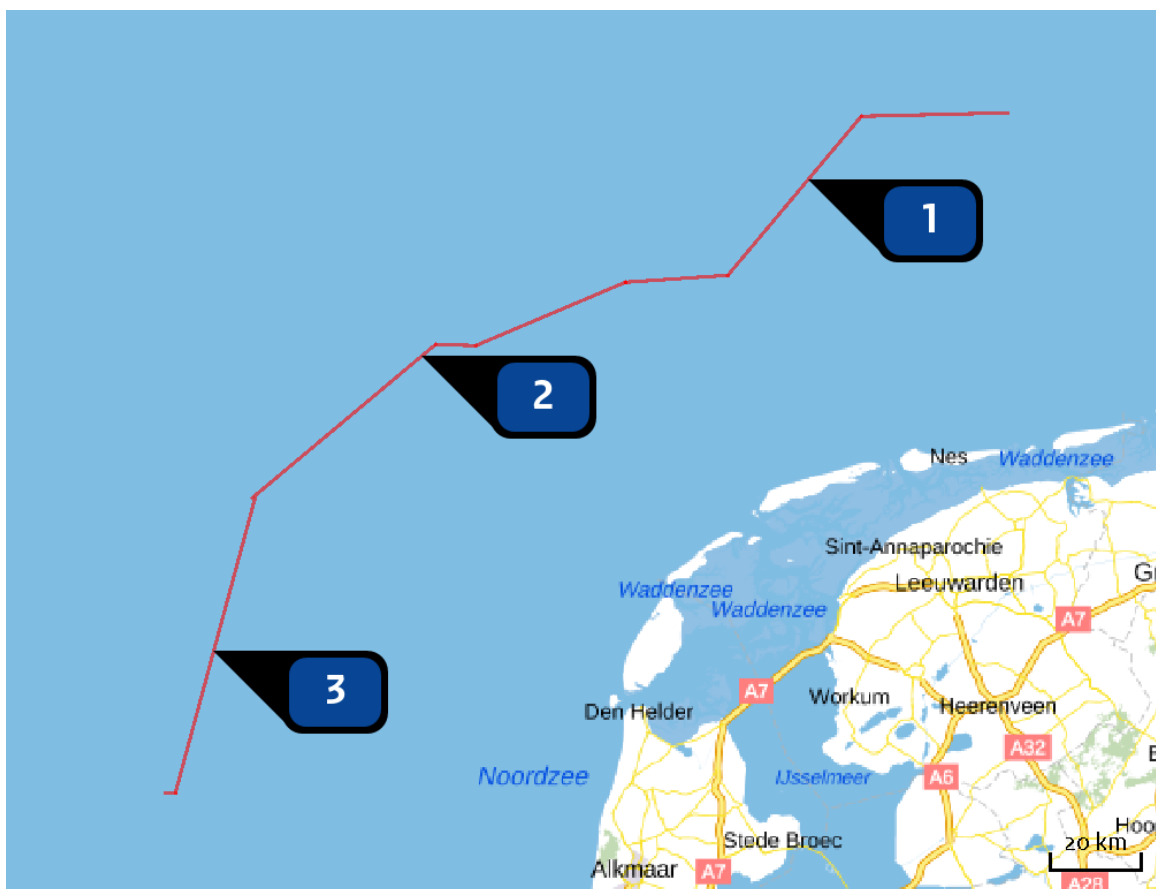 1
2
Nes
Waddenzee
Sint-Annaparochie
Leeuwarden
Waddenzee
Waddenzee
A7
3
A7
Workum
Den Helder
Heerenveen
A32
Noordzee
IJsselmeer
A6
Stede Broec
20 km
Alkmaar
A7
A28